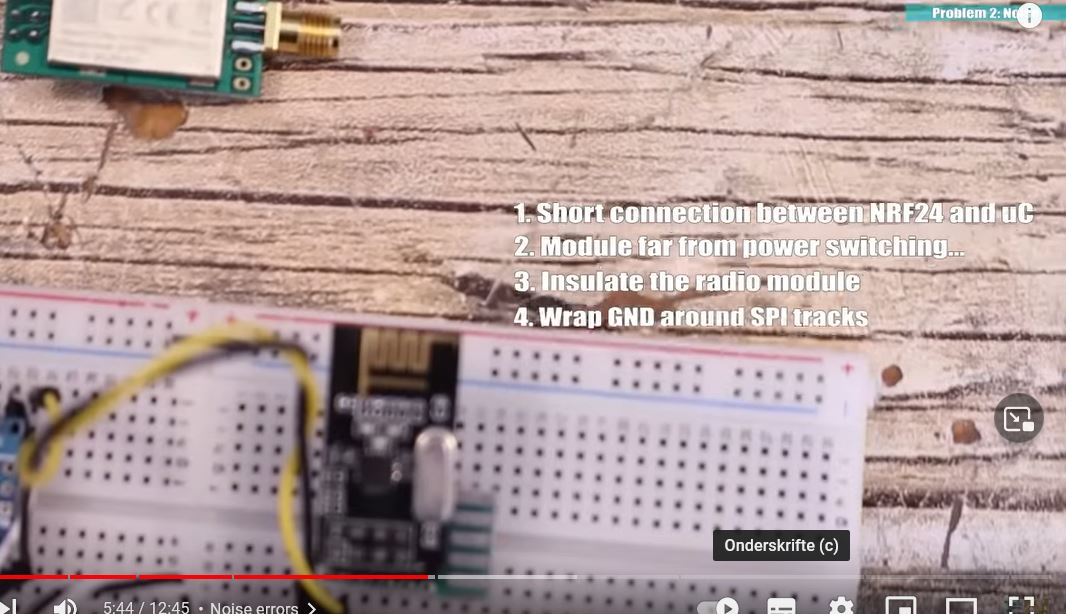 Problem 2: No
1. Short connection between NRF24 and uC
2. Module far from power switching...
3. Insulate the radio module
4. Wrap GND around SPI tracks
Onderskrifte (c)
5:44 / 12:45 • Noise errors